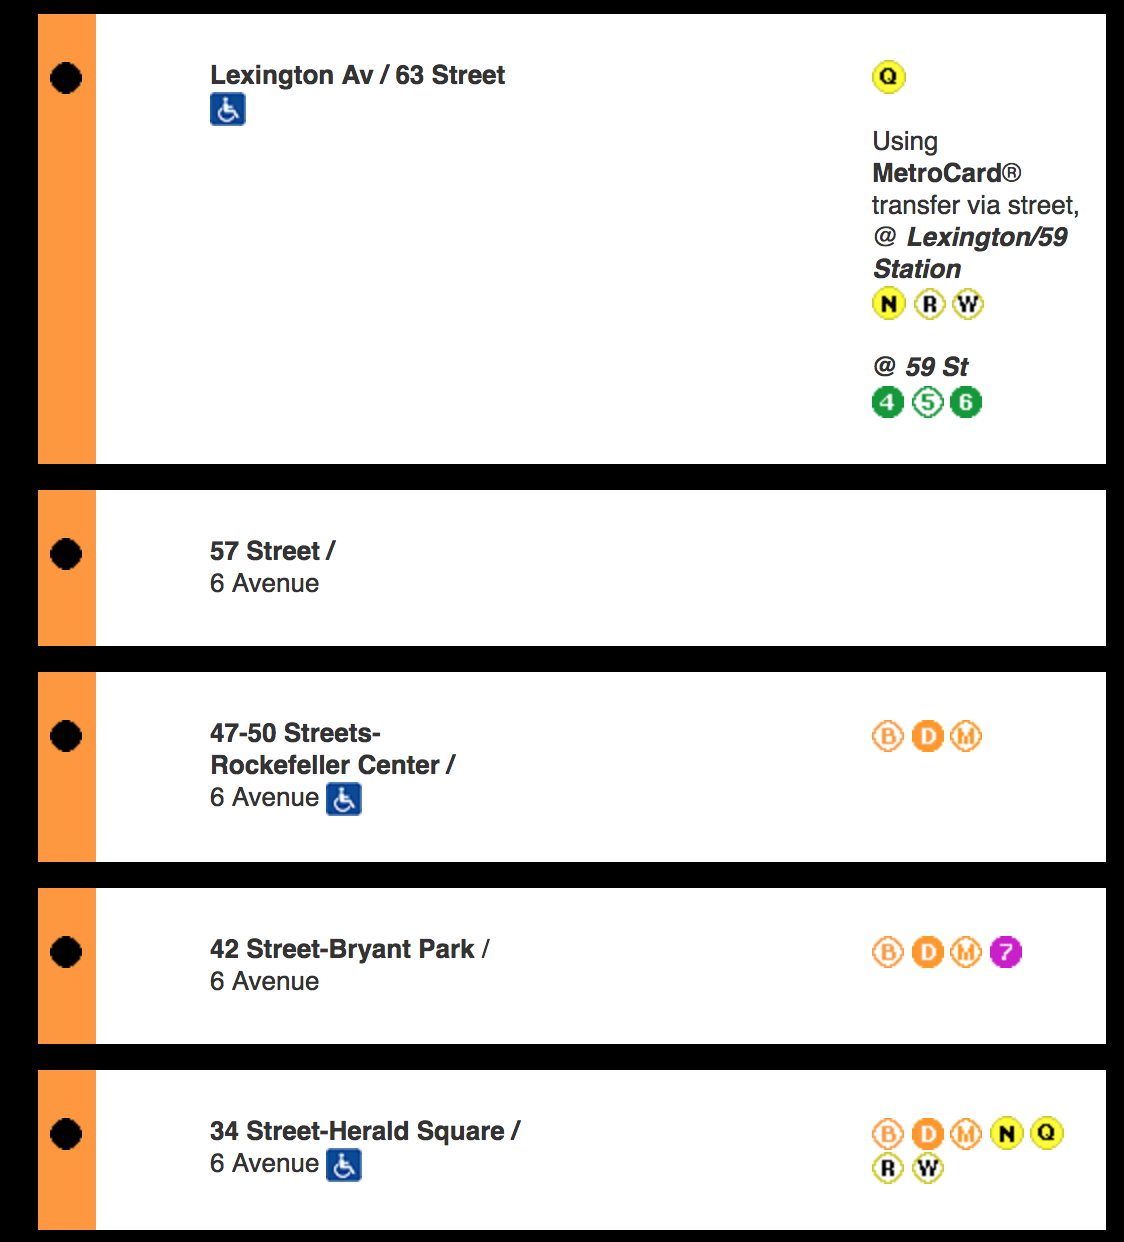 Lexington Av / 63 Street
Q
Using
MetroCard®
transfer via street,
@ Lexington/59
Station
N R W
@ 59 St
4 5 6
57 Street /
6 Avenue
47-50 Streets-
Rockefeller Center /
6 Avenue
B D M
42 Street-Bryant Park /
6 Avenue
B D M 7
34 Street-Herald Square /
6 Avenue
B D M N Q
R W